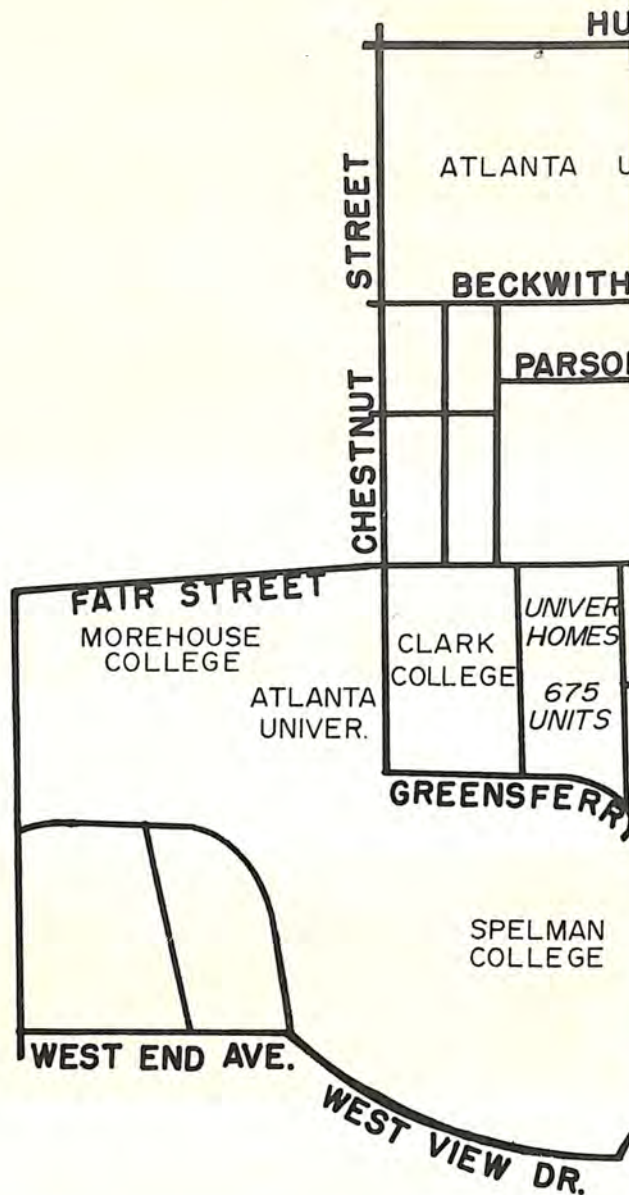 HU
ATLANTA U
BECKWITH
PARSO
CHESTNUT STREET
FAIR STREET
MOREHOUSE
COLLEGE
CLARK
COLLEGE
UNIVER
HOMES
675
UNITS
ATLANTA
UNIVER.
GREENSFERRY
SPELMAN
COLLEGE
WEST END AVE.
WEST VIEW DR.